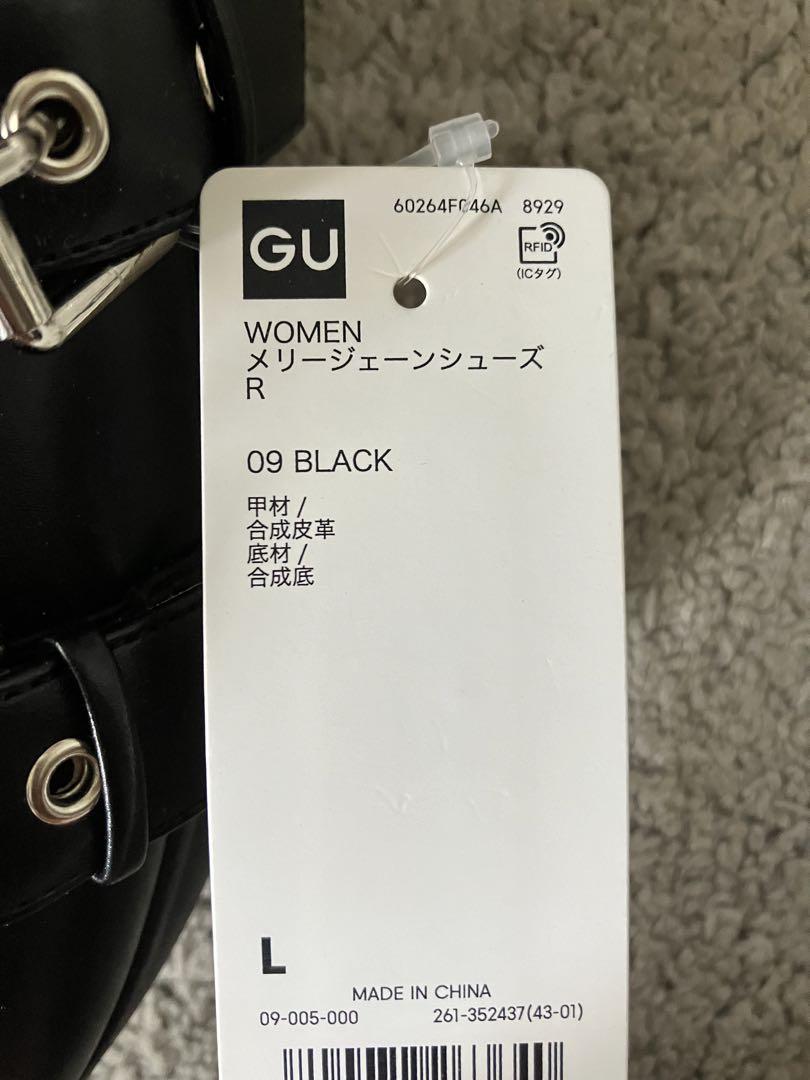 60264F046A 8929
GU
RFID
(ICタグ)
WOMEN
メリージェーンシューズ
R
09 BLACK
甲材 /
合成皮革
底材 /
合成底
L
MADE IN CHINA
09-005-000 261-352437(43-01)